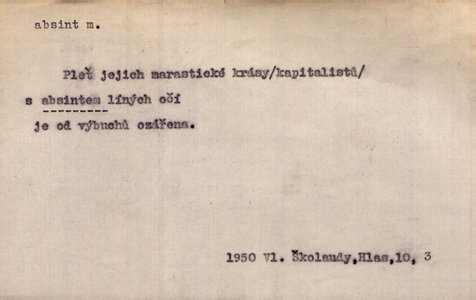 absint m.
Pleť jejich marastické krásy/kapitalistů/
s absintem líných očí
je od výbuchů ozářena.
1950 Vl. Školaudy,Hlas,10, 3